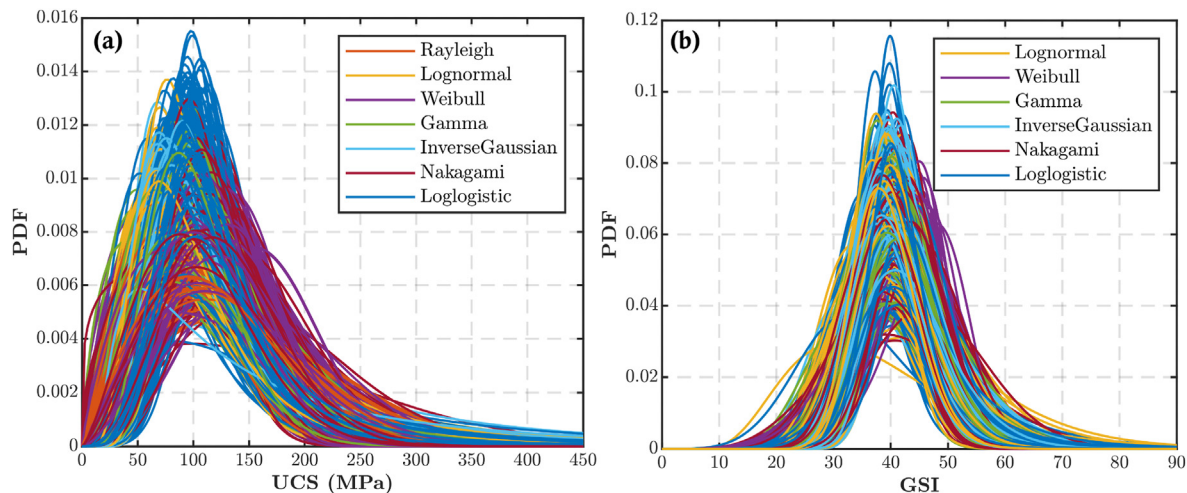 (a)
PDF
0.016
0.014
0.012
0.01
0.008
0.006
0.004
0.002
0
Rayleigh
Lognormal
Weibull
Gamma
InverseGaussian
Nakagami
Loglogistic
0 50 100 150 200 250 300 350 400 450
UCS (MPa)
(b)
PDF
0.12
0.1
0.08
0.06
0.04
0.02
0
Lognormal
Weibull
Gamma
InverseGaussian
Nakagami
Loglogistic
0 10 20 30 40 50 60 70 80 90
GSI